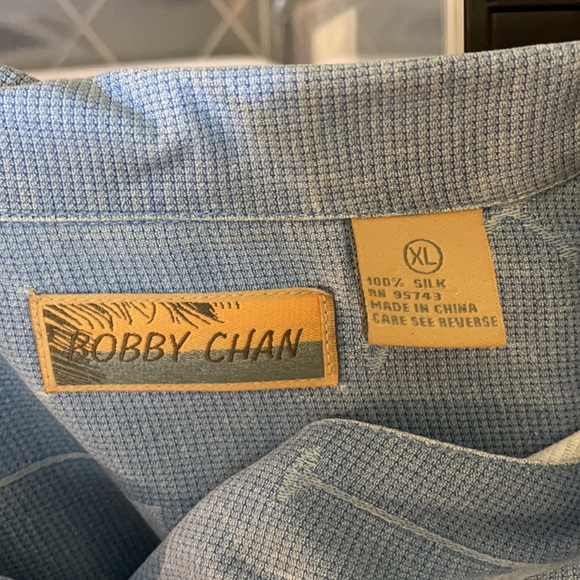 BOBBY CHAN
XL
100% SILK
RN 95743
MADE IN CHINA
CARE SEE REVERSE